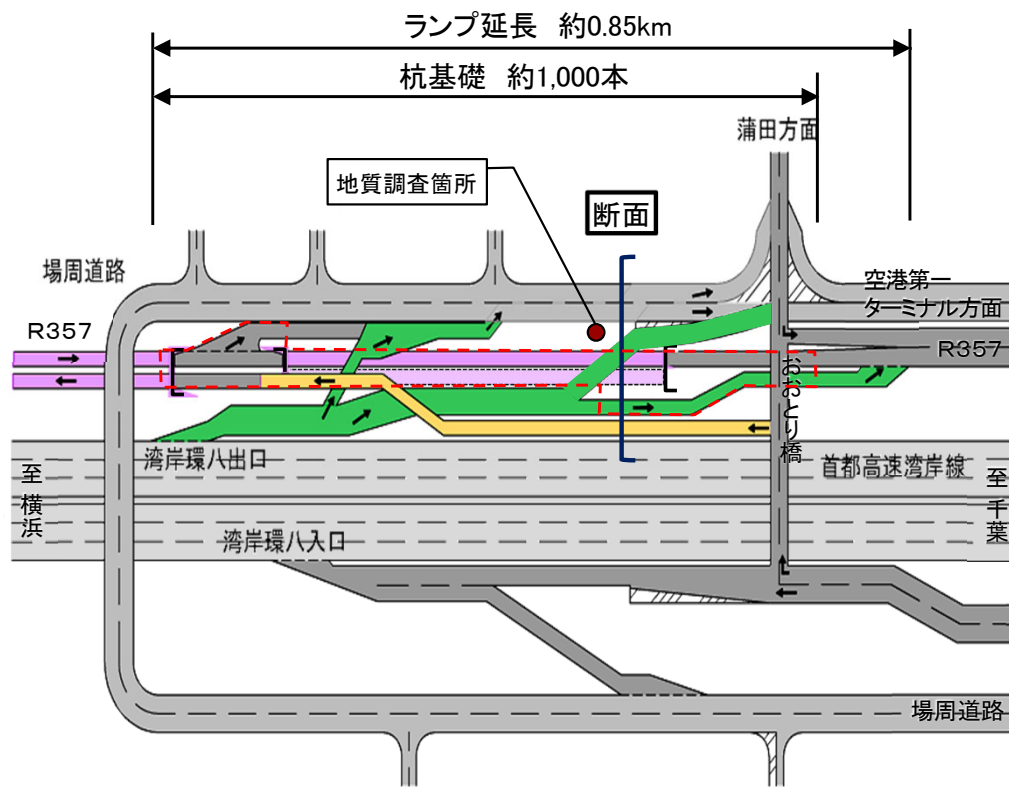 ランプ延長 約0.85km
杭基礎 約1,000本
蒲田方面
地質調査箇所
断面
場周道路
空港第一
ターミナル方面
R357
R357
おおとり橋
湾岸環八出口
首都高速湾岸線
至横浜
至千葉
湾岸環八入口
場周道路